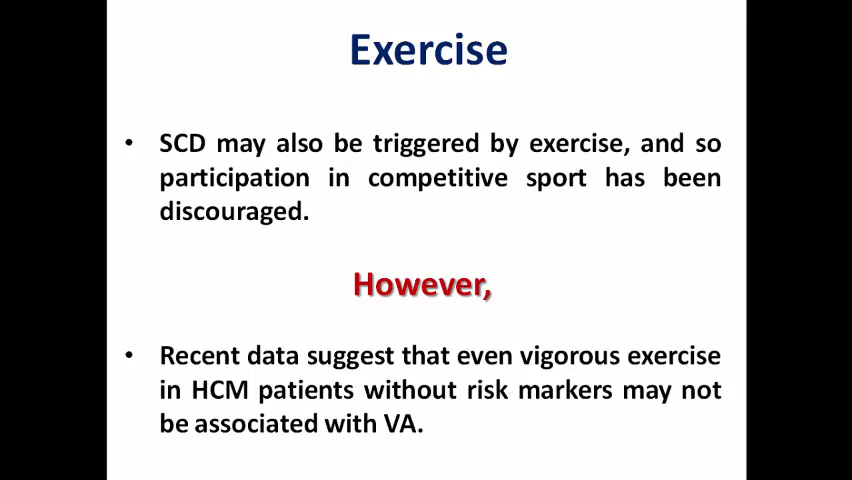 Exercise
• SCD may also be triggered by exercise, and so
participation in competitive sport has been
discouraged.
However,
• Recent data suggest that even vigorous exercise
in HCM patients without risk markers may not
be associated with VA.